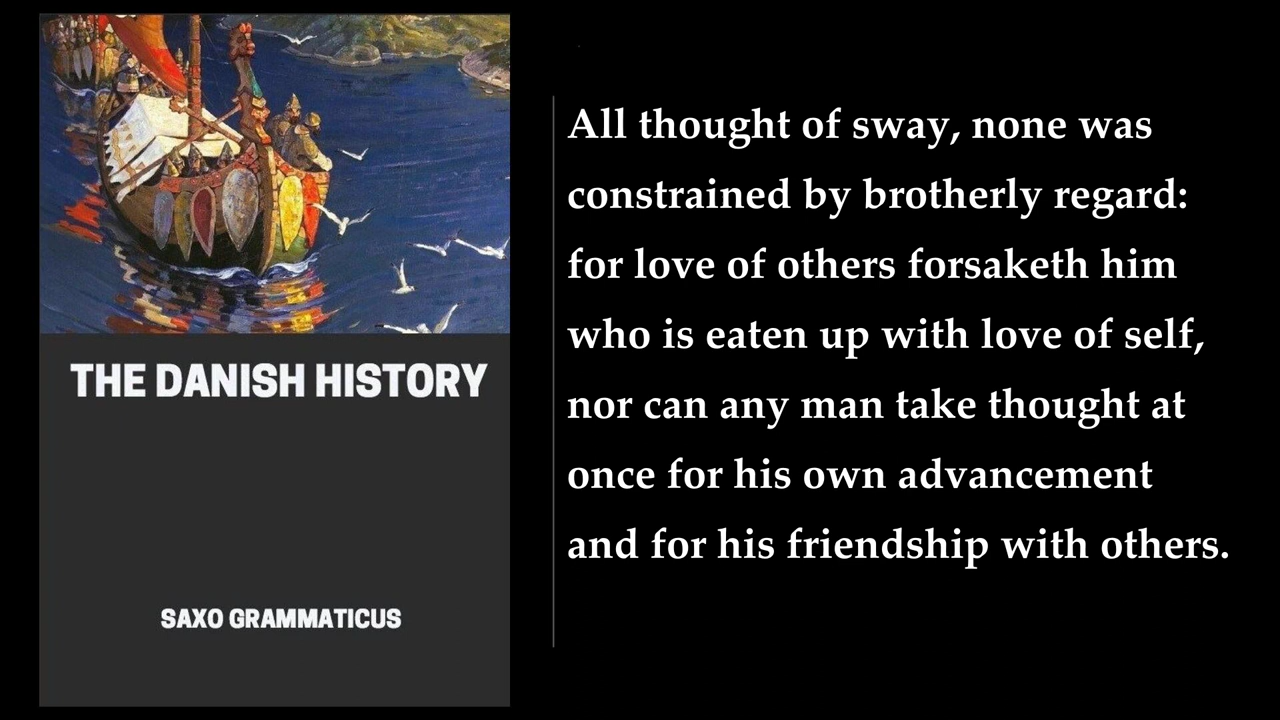 THE DANISH HISTORY
SAXO GRAMMATICUS
All thought of sway, none was
constrained by brotherly regard:
for love of others forsaketh him
who is eaten up with love of self,
nor can any man take thought at
once for his own advancement
and for his friendship with others.